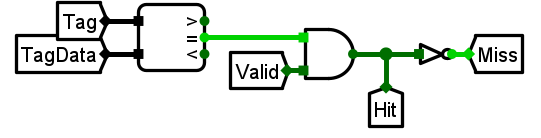 Tag
TagData
>
=
<
Valid
Hit
Miss